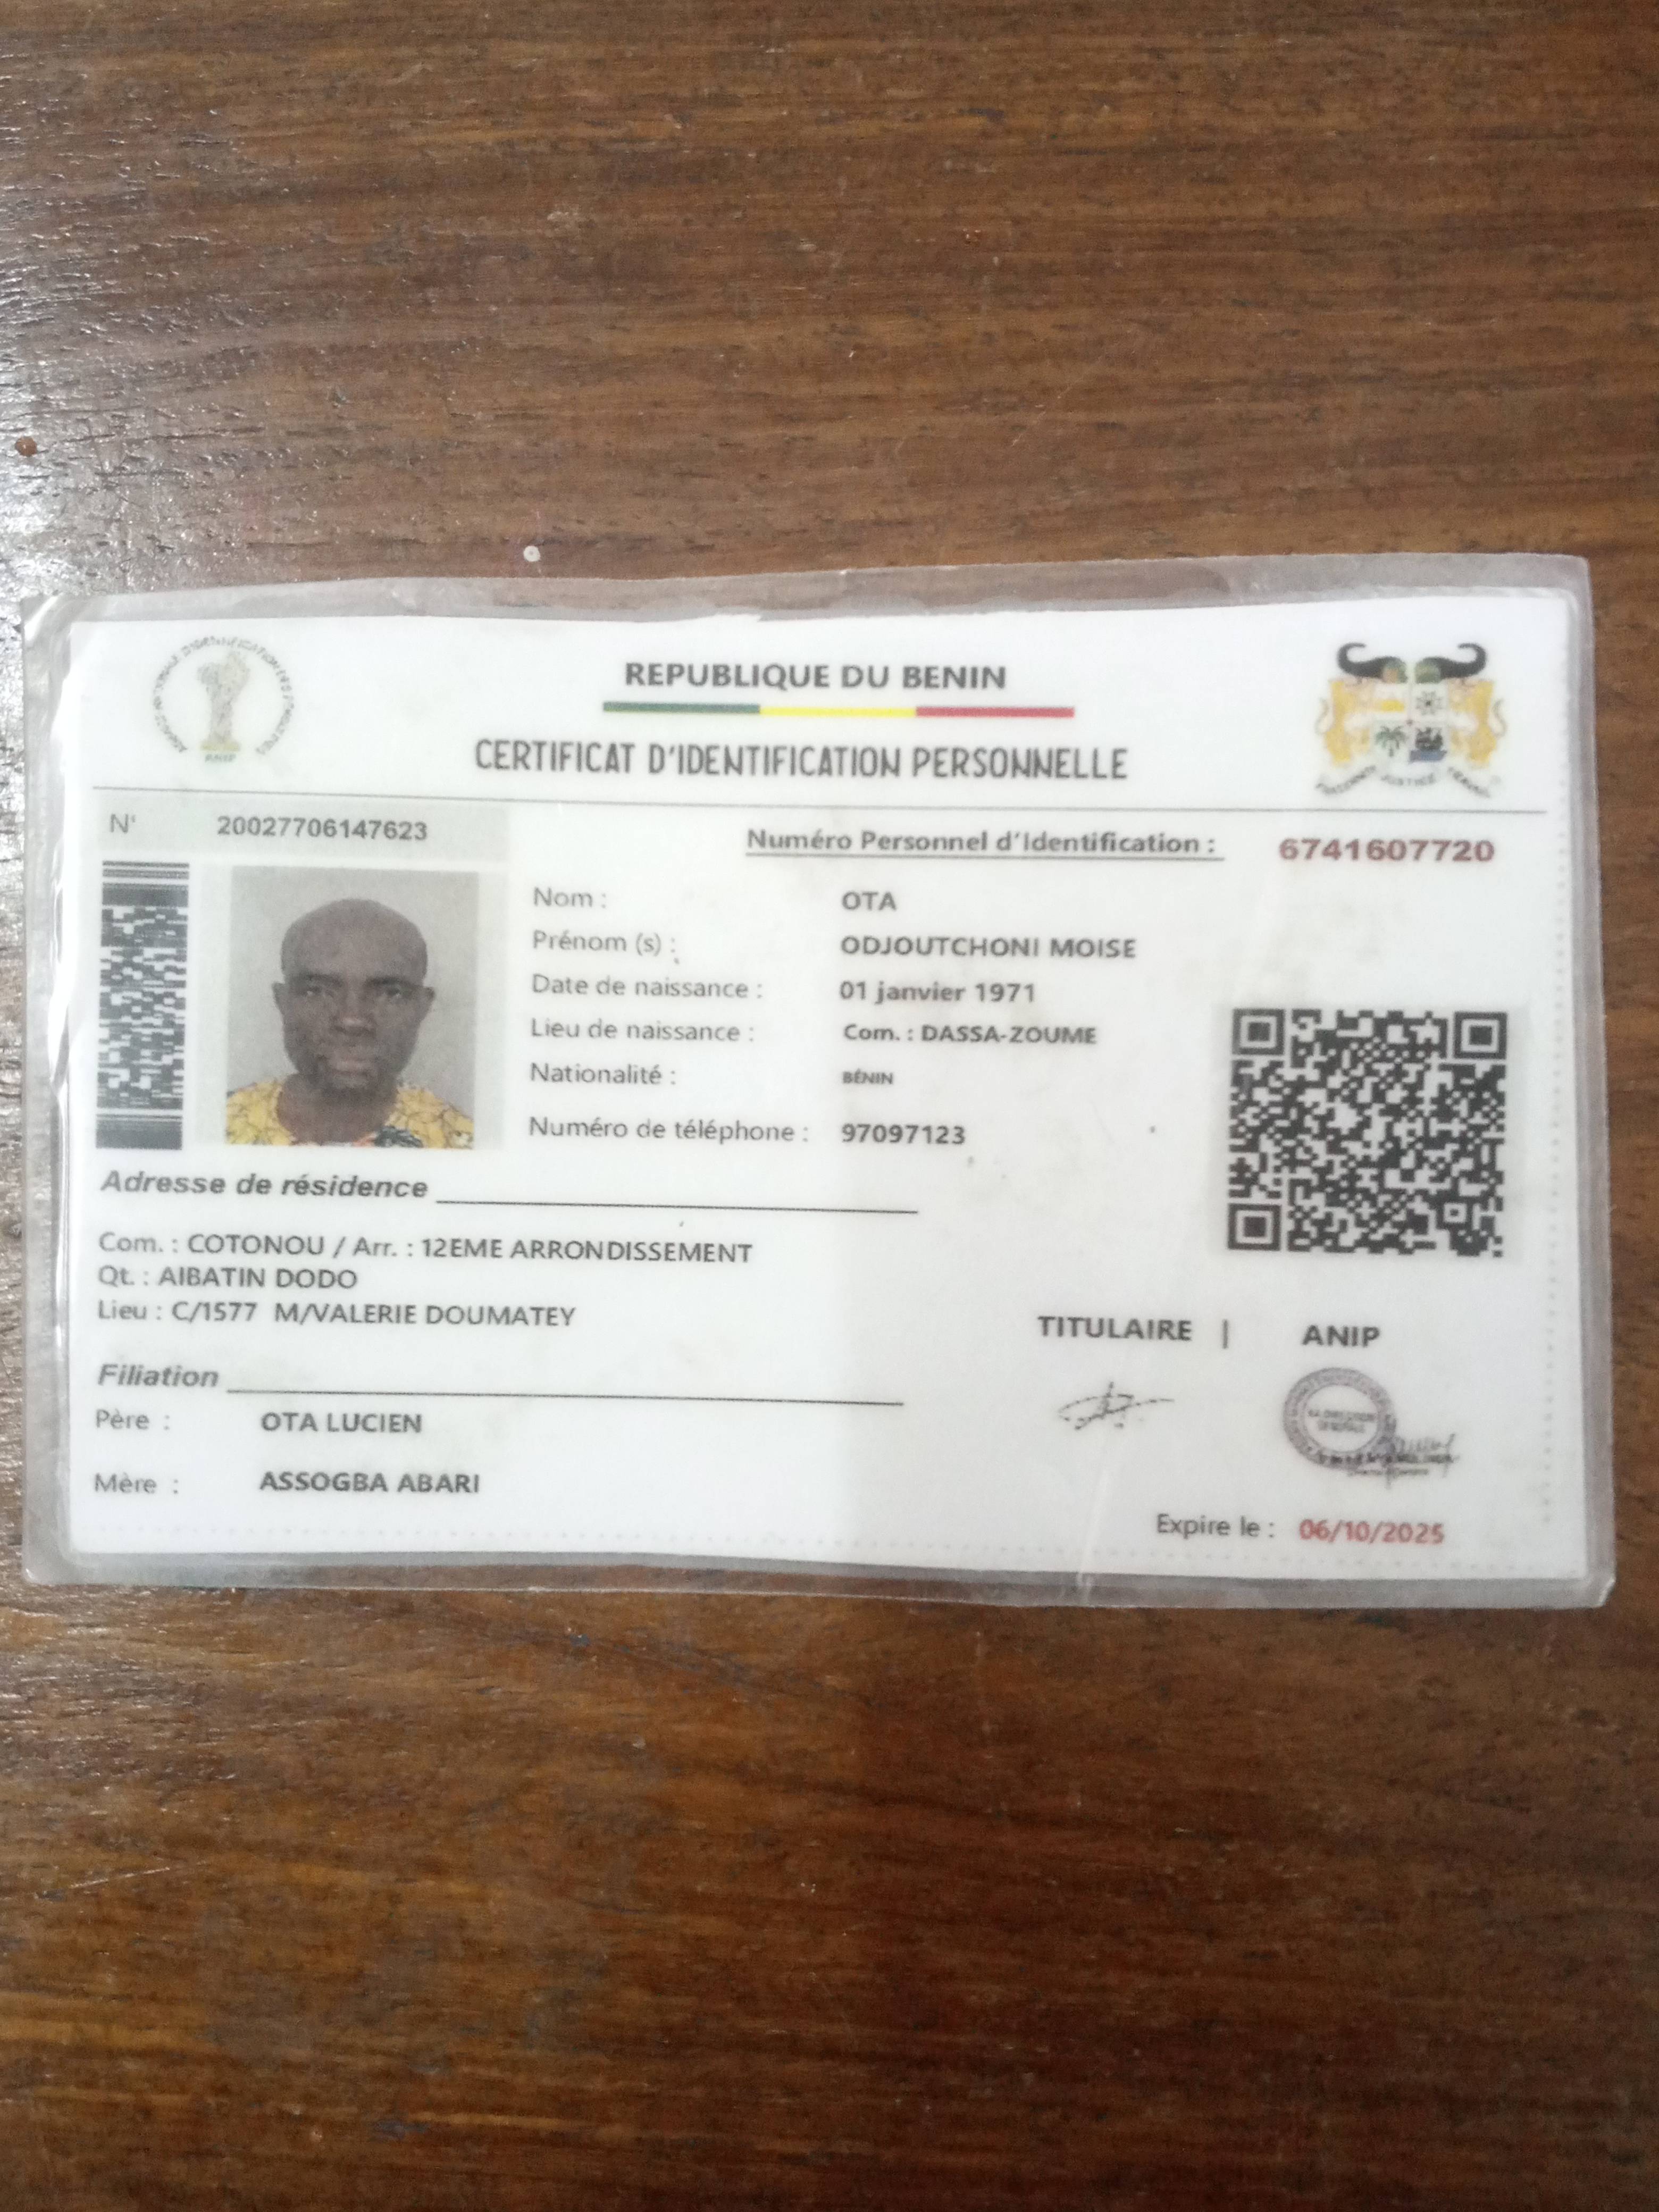 REPUBLIQUE DU BENIN
CERTIFICAT D'IDENTIFICATION PERSONNELLE
ANIP
N° 20027706147623
Numéro Personnel d'Identification : 6741607720
Nom : OTA
Prénom (s) : ODJOUTCHONI MOISE
Date de naissance : 01 janvier 1971
Lieu de naissance : Com. : DASSA-ZOUME
Nationalité : BÉNIN
Numéro de téléphone : 97097123
Adresse de résidence
Com. : COTONOU / Arr. : 12EME ARRONDISSEMENT
Qt. : AIBATIN DODO
Lieu : C/1577 M/VALERIE DOUMATEY
Filiation
Père : OTA LUCIEN
Mère : ASSOGBA ABARI
TITULAIRE | ANIP
Expire le : 06/10/2025